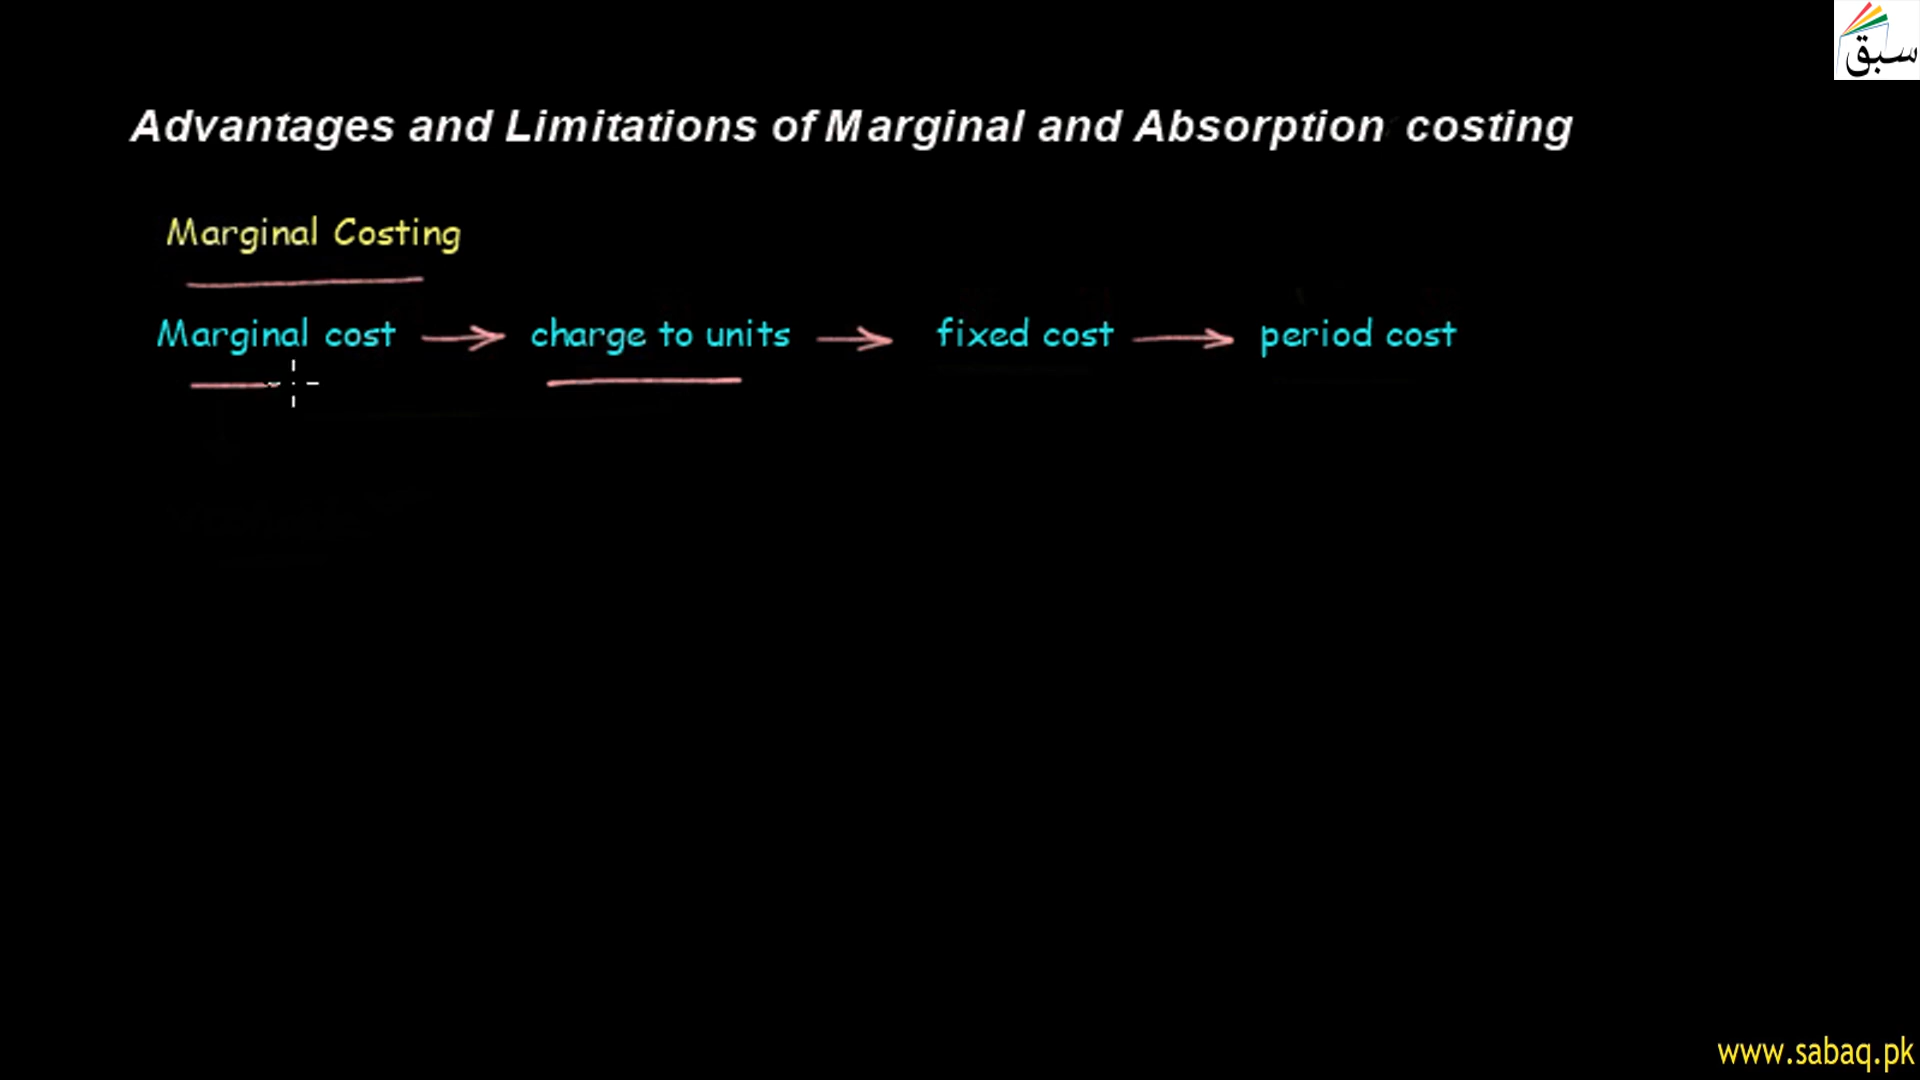 سبق
Advantages and Limitations of Marginal and Absorption costing
Marginal Costing
Marginal cost → charge to units → fixed cost → period cost
www.sabaq.pk